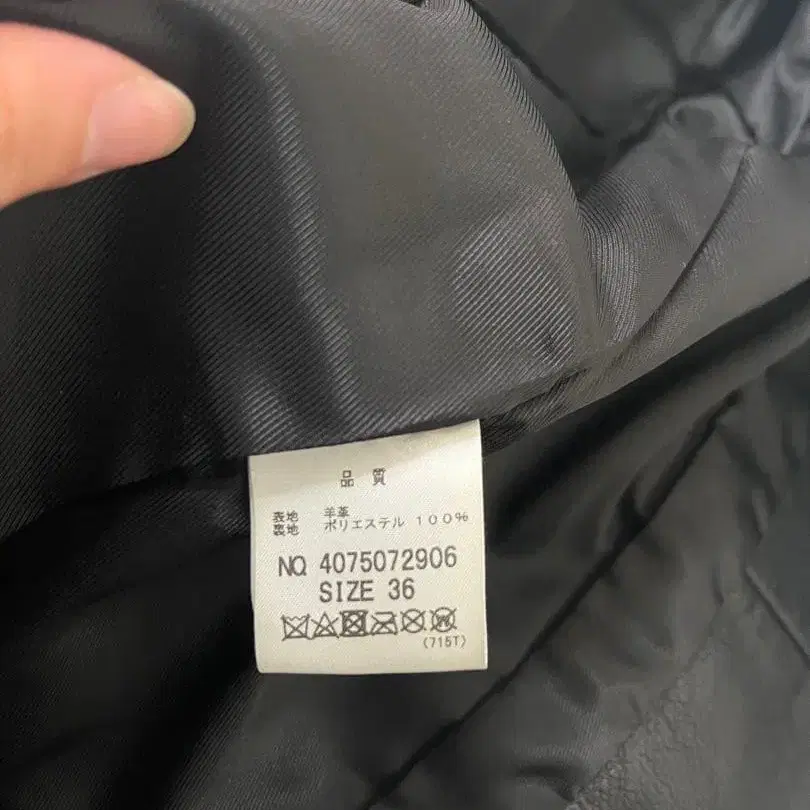 品質
表地 羊革
裏地 ポリエステル 100%
NO. 4075072906
SIZE 36
(715T)